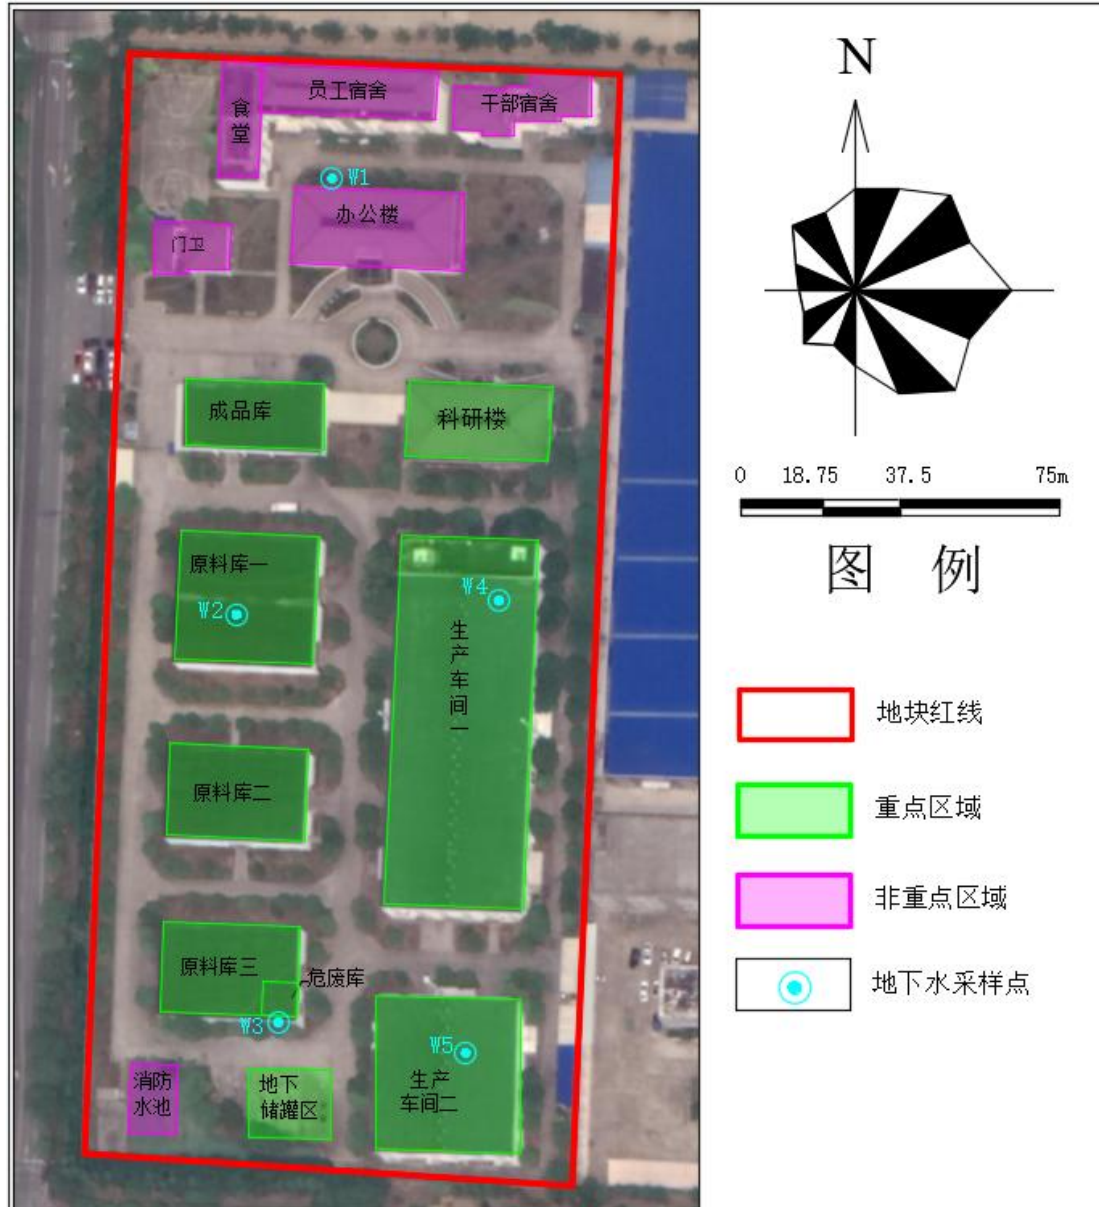 员工宿舍
干部宿舍
食堂
W1
办公楼
门卫
成品库
科研楼
原料库一
W2
W4
生产车间一
原料库二
原料库三
危废库
W3
W5
消防
水池
地下
储罐区
生产
车间二
N
0 18.75 37.5 75m
图 例
地块红线
重点区域
非重点区域
地下水采样点